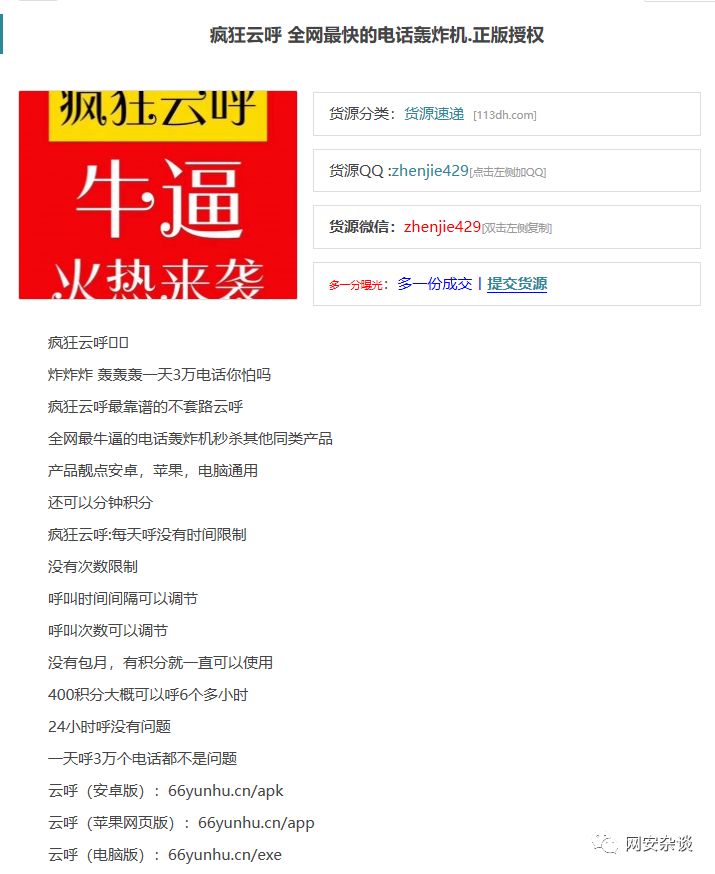 疯狂云呼 全网最快的电话轰炸机.正版授权
疯狂云呼
牛逼
火热来袭
货源分类：货源速递 [113dh.com]
货源QQ :zhenjie429[点击左侧加QQ]
货源微信：zhenjie429[双击左侧复制]
多一分曝光：多一份成交丨提交货源
疯狂云呼
炸炸炸 轰轰轰一天3万电话你怕吗
疯狂云呼最靠谱的不套路云呼
全网最牛逼的电话轰炸机秒杀其他同类产品
产品靓点安卓，苹果，电脑通用
还可以分钟积分
疯狂云呼:每天呼没有时间限制
没有次数限制
呼叫时间间隔可以调节
呼叫次数可以调节
没有包月，有积分就一直可以使用
400积分大概可以呼6个多小时
24小时呼没有问题
一天呼3万个电话都不是问题
云呼（安卓版）：66yunhu.cn/apk
云呼（苹果网页版）：66yunhu.cn/app
云呼（电脑版）：66yunhu.cn/exe
网安杂谈